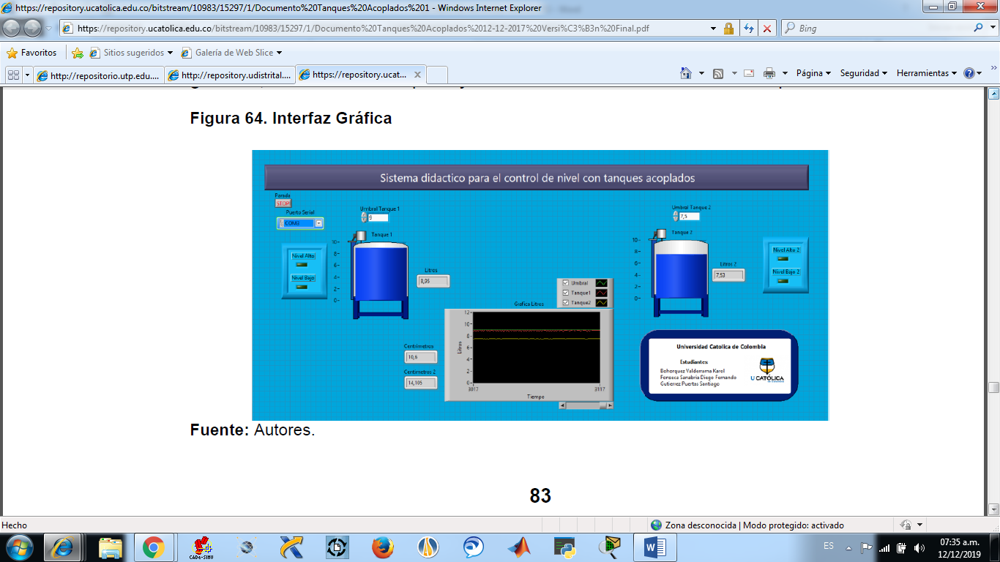 https://repository.ucatolica.edu.co/bitstream/10983/15297/1/Documento%20Tanques%20Acoplados%201 - Windows Internet Explorer
https://repository.ucatolica.edu.co/bitstream/10983/15297/1/Documento%20Tanques%20Acoplados%2012-12-2017%20Versi%C3%B3n%20Final.pdf
Bing
Favoritos
Sitios sugeridos
Galería de Web Slice
http://repositorio.utp.edu....
http://repository.udistrital....
https://repository.ucat...
Página
Seguridad
Herramientas
Figura 64. Interfaz Gráfica
Sistema didactico para el control de nivel con tanques acoplados
Parada
STOP
Puerto Serial
COM3
Umbral Tanque 1
9
Tanque 1
10
8
6
4
2
0
Nivel Alto
Nivel Bajo
Litros
8,95
Umbral Tanque 2
7,5
Tanque 2
10
8
6
4
2
0
Litros 2
7,53
Nivel Alto 2
Nivel Bajo 2
Umbral
Tanque1
Tanque2
Grafica Litros
12
10
8
6
4
2
0
Litros
3017
3117
Tiempo
Centimetros
10,6
Centimetros 2
14,105
Universidad Catolica de Colombia
Estudiantes:
Bohorquez Valderrama Karol
Fonseca Sanabria Diego Fernando
Gutierrez Puertas Santiago
U CATÓLICA
Fuente: Autores.
83
Hecho
Zona desconocida | Modo protegido: activado
CADe-SIMU
ES
07:35 a.m.
12/12/2019